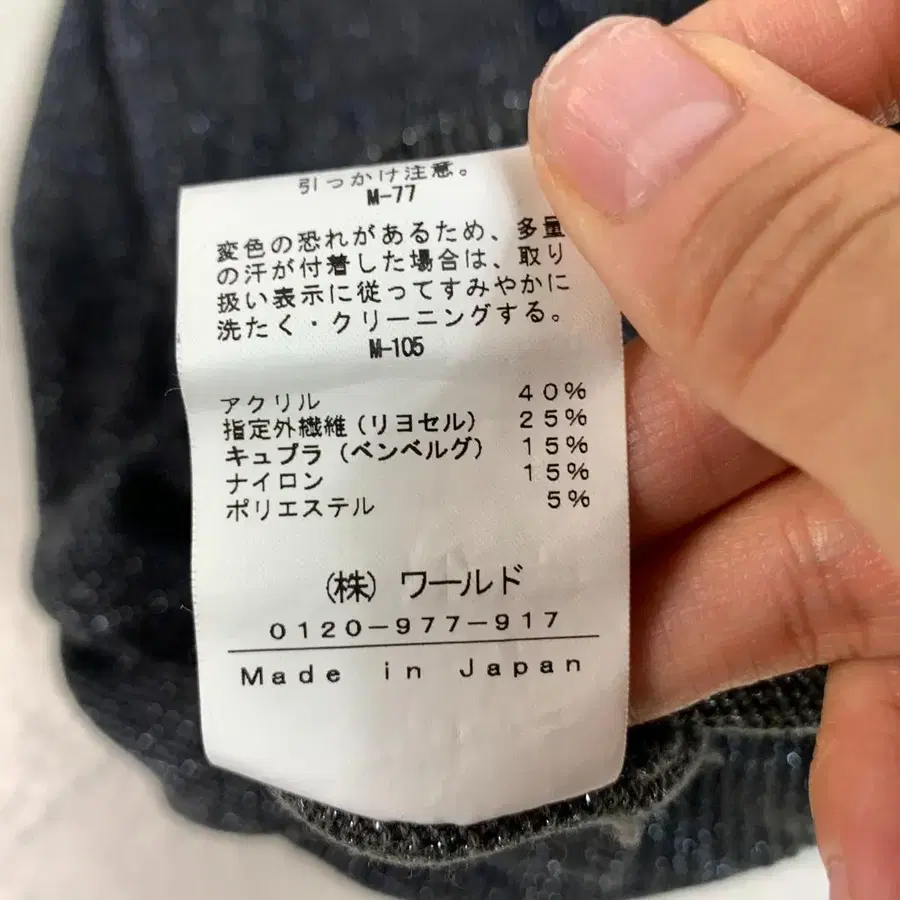 引っかけ注意。
M-77
変色の恐れがあるため、多量
の汗が付着した場合は、取り
扱い表示に従ってすみやかに
洗たく・クリーニングする。
M-105
アクリル 40%
指定外繊維(リヨセル) 25%
キュプラ(ベンベルグ) 15%
ナイロン 15%
ポリエステル 5%
(株)ワールド
0120-977-917
Made in Japan